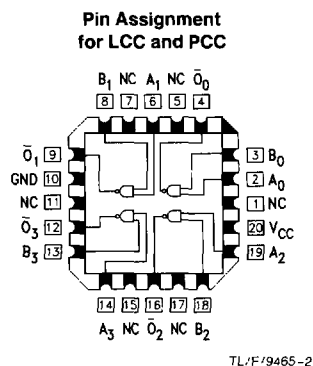 Pin Assignment
for LCC and PCC
B1 NC A1 NC Ō0
8 7 6 5 4
Ō1 9
GND 10
NC 11
Ō3 12
B3 13
3 B0
2 A0
1 NC
20 VCC
19 A2
14 15 16 17 18
A3 NC Ō2 NC B2
TL/F/9465-2